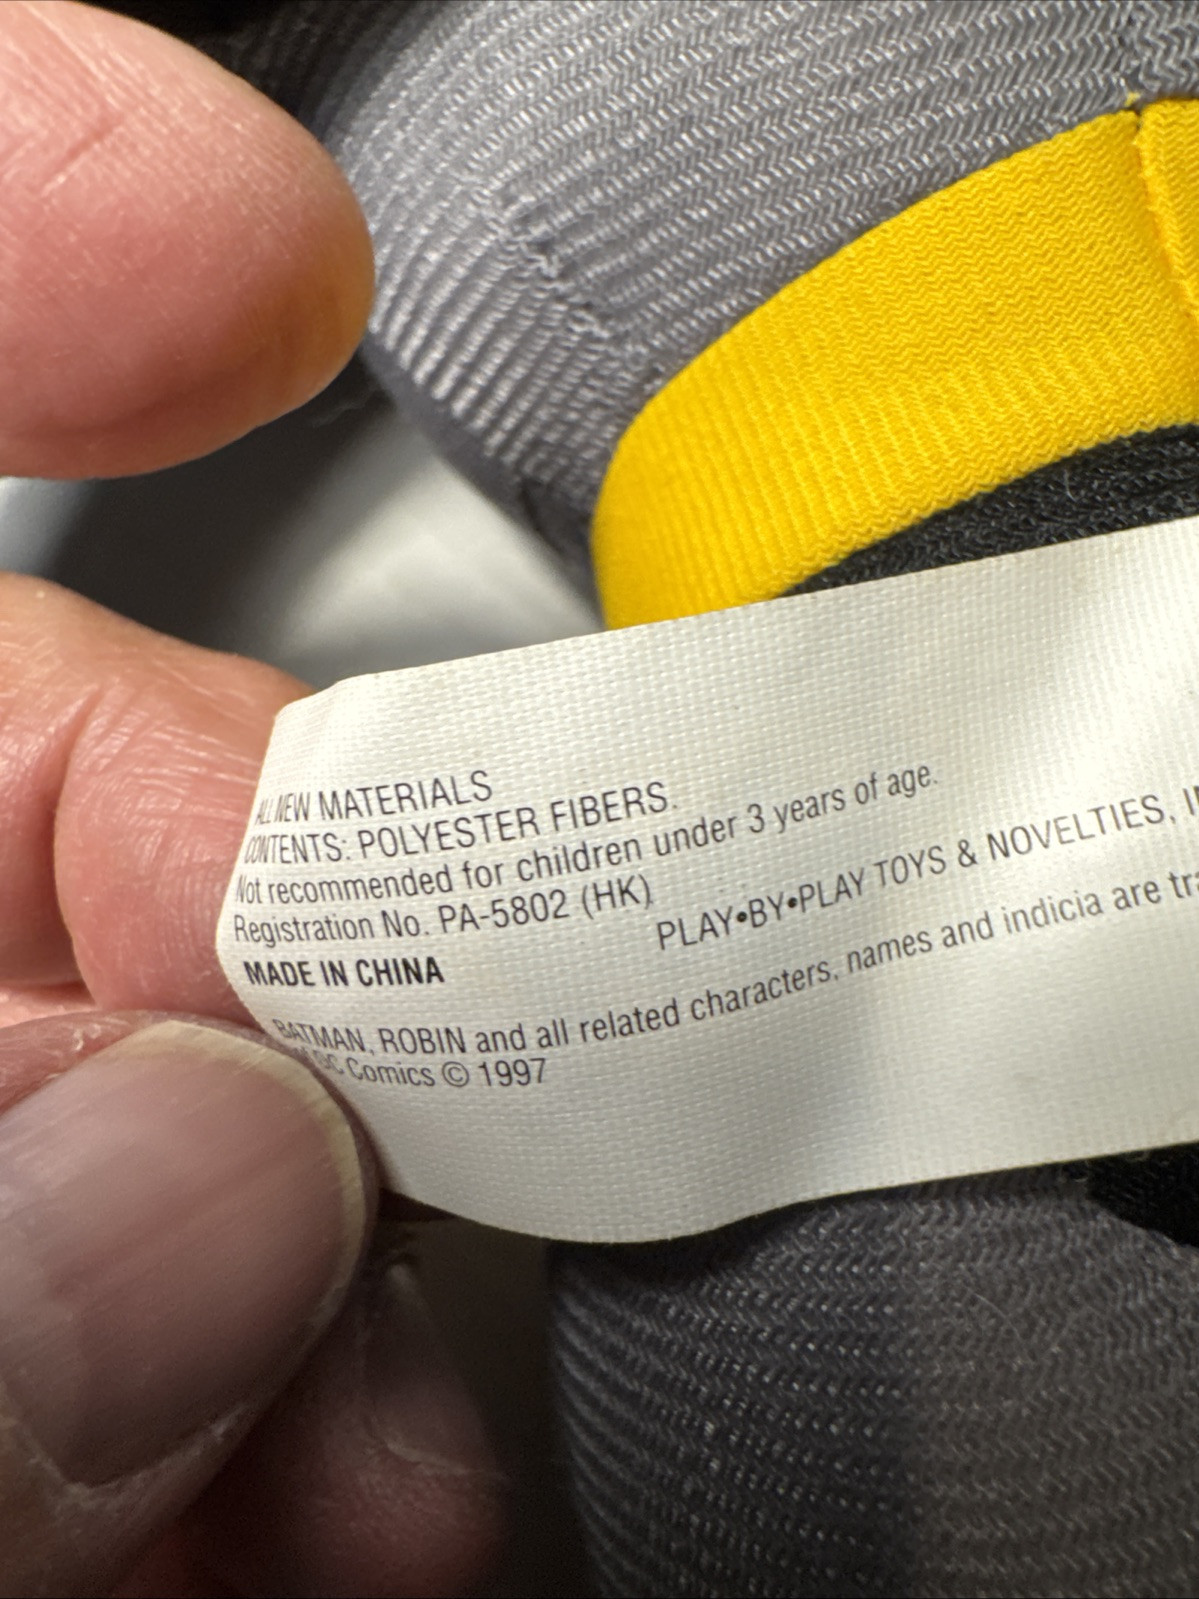 ALL NEW MATERIALS
CONTENTS: POLYESTER FIBERS.
Not recommended for children under 3 years of age.
Registration No. PA-5802 (HK)
PLAY•BY•PLAY TOYS & NOVELTIES,
MADE IN CHINA
BATMAN, ROBIN and all related characters, names and indicia are
DC Comics © 1997